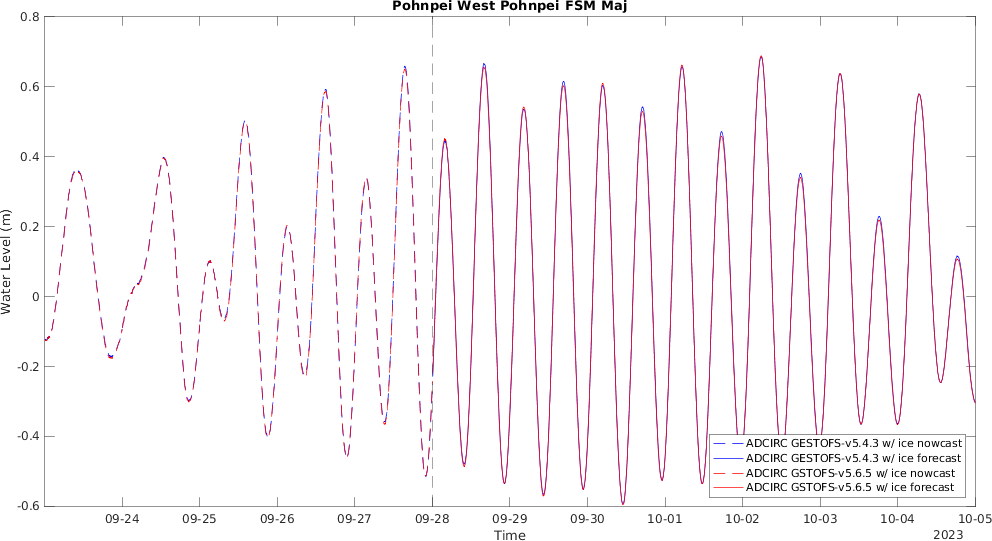 Pohnpei West Pohnpei FSM Maj
0.8
0.6
0.4
0.2
0
-0.2
-0.4
-0.6
Water Level (m)
ADCIRC GESTOFS-v5.4.3 w/ ice nowcast
ADCIRC GESTOFS-v5.4.3 w/ ice forecast
ADCIRC GSTOFS-v5.6.5 w/ ice nowcast
ADCIRC GSTOFS-v5.6.5 w/ ice forecast
09-24 09-25 09-26 09-27 09-28 09-29 09-30 10-01 10-02 10-03 10-04 10-05
Time
2023